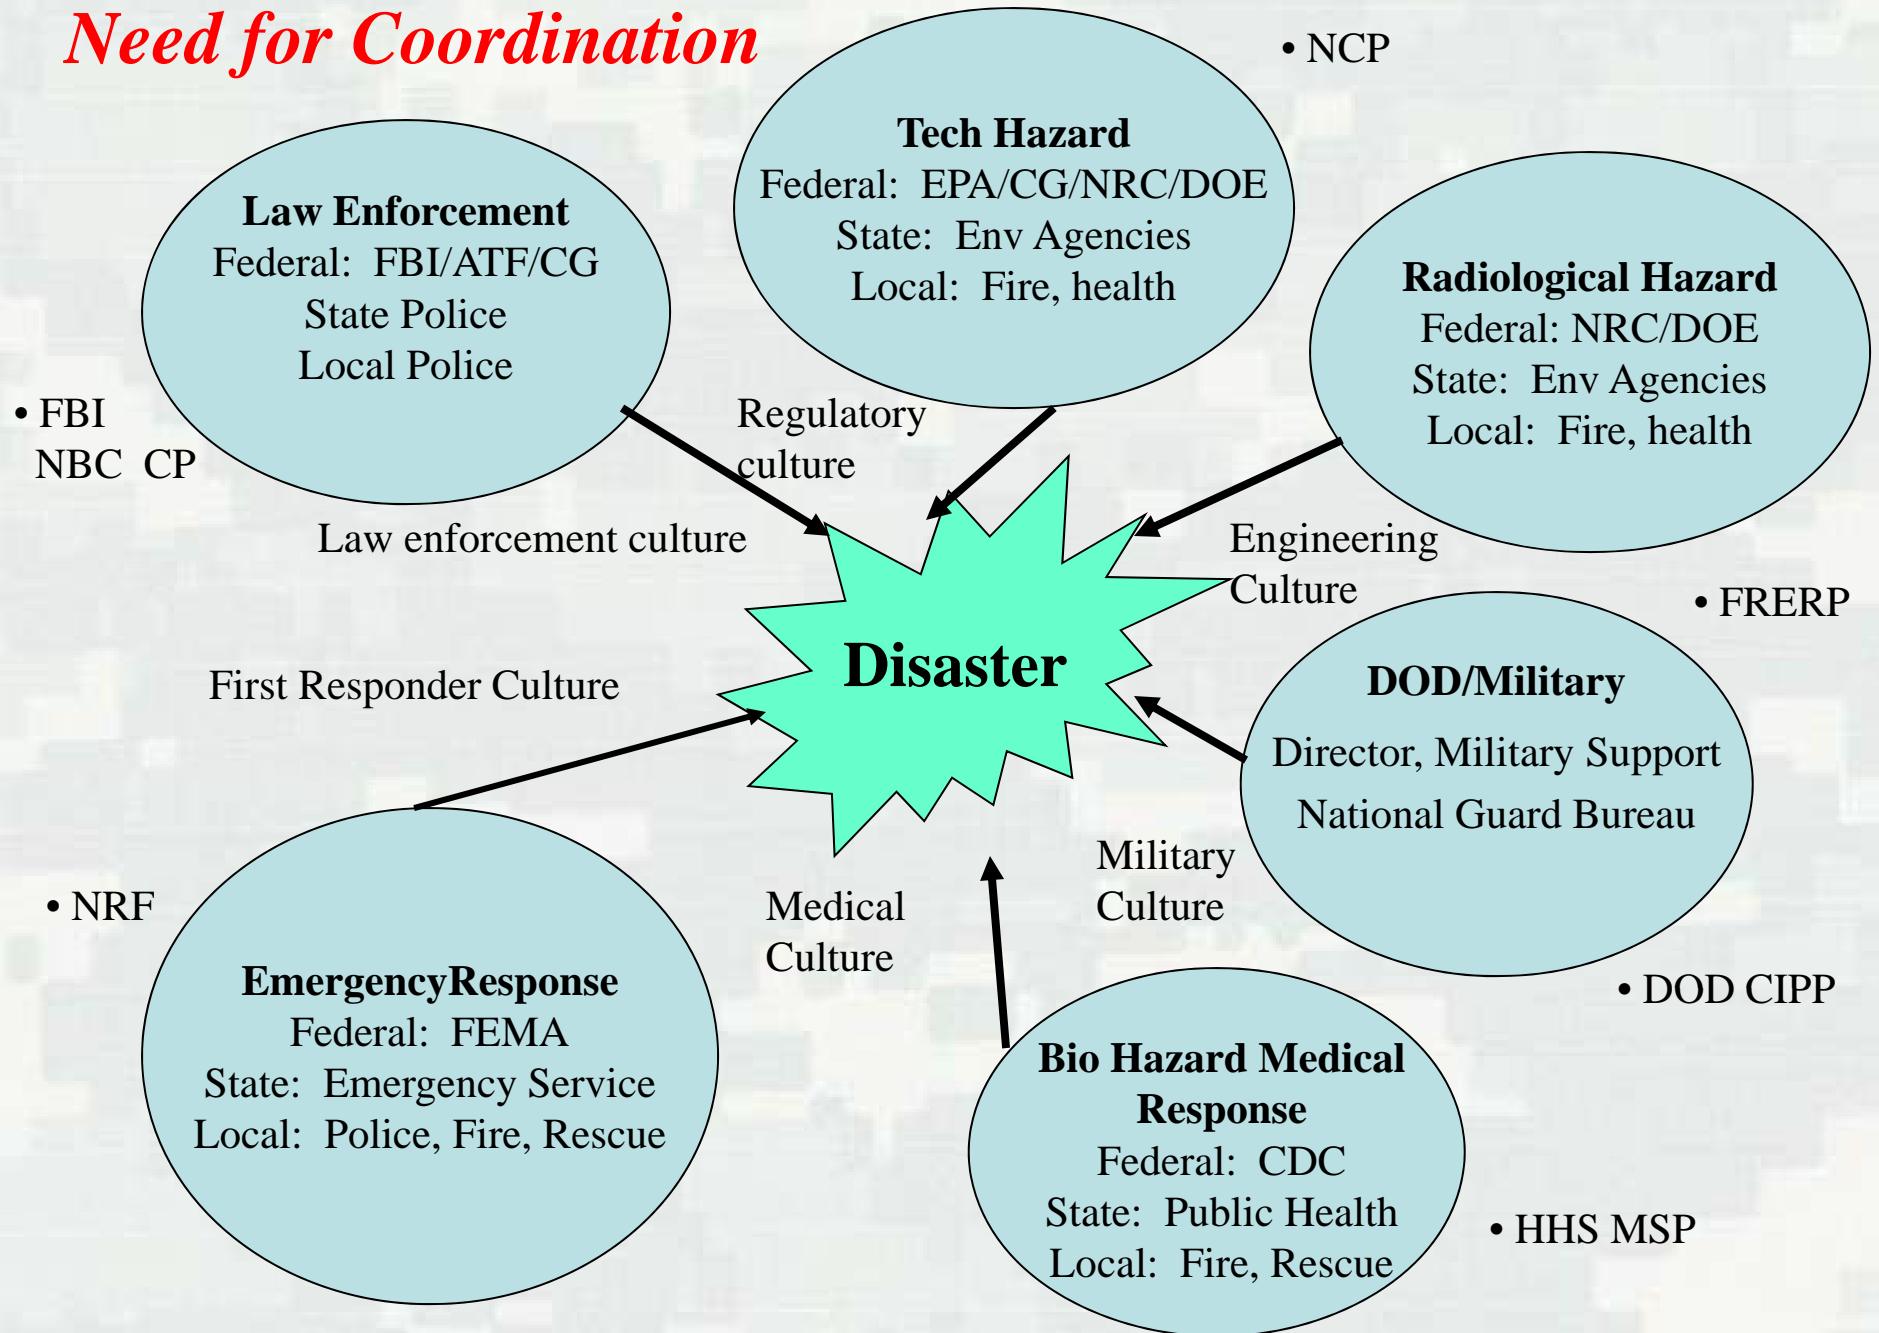 Need for Coordination
• NCP
Tech Hazard
Federal:  EPA/CG/NRC/DOE
State:  Env Agencies
Local:  Fire, health
Law Enforcement
Federal:  FBI/ATF/CG
State Police
Local Police
Radiological Hazard
Federal: NRC/DOE
State:  Env Agencies
Local:  Fire, health
• FBI
NBC  CP
Regulatory
culture
Law enforcement culture
Engineering
Culture
• FRERP
Disaster
First Responder Culture
DOD/Military
Director, Military Support
National Guard Bureau
Military
Culture
Medical
Culture
• NRF
• DOD CIPP
EmergencyResponse
Federal:  FEMA
State:  Emergency Service
Local:  Police, Fire, Rescue
Bio Hazard Medical
Response
Federal:  CDC
State:  Public Health
Local:  Fire, Rescue
• HHS MSP